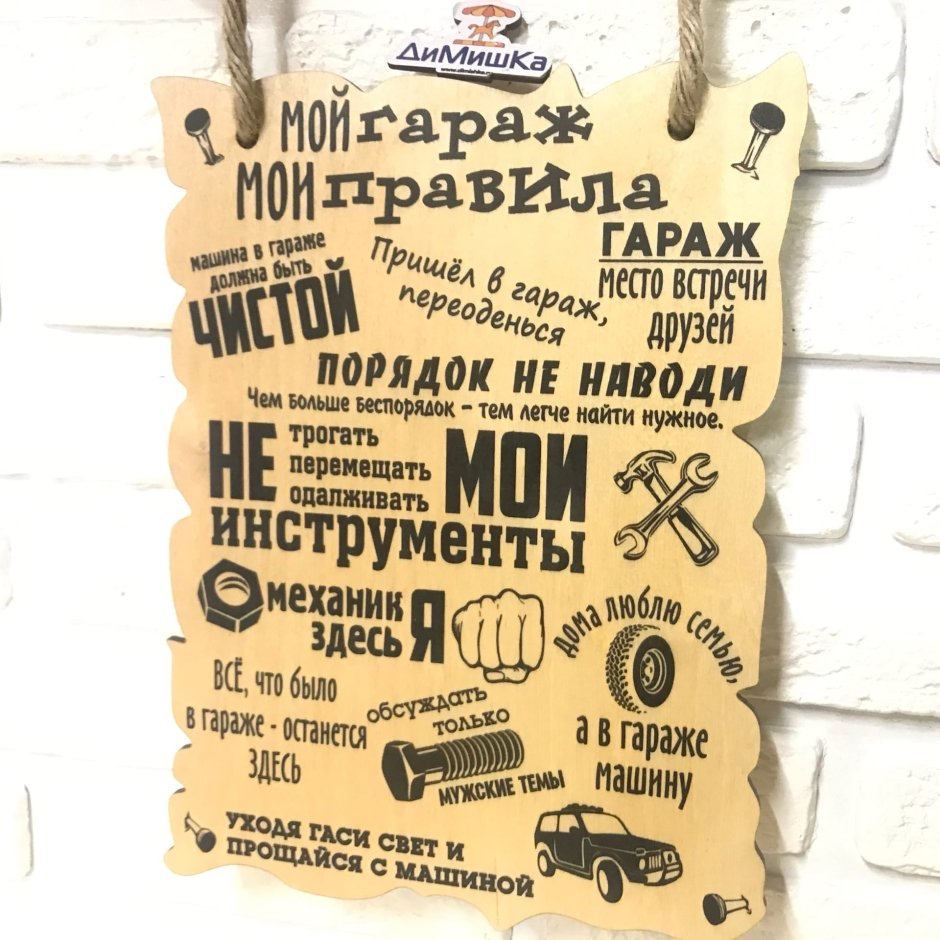 ДиМишка
МОЙ гараж
МОИ правила
машина в гараже
должна быть
ЧИСТОЙ
Пришёл в гараж,
переоденься
ГАРАЖ
место встречи
друзей
ПОРЯДОК НЕ НАВОДИ
Чем больше беспорядок - тем легче найти нужное.
НЕ трогать
перемещать
одалживать
МОИ
инструменты
механик
здесь Я
дома люблю семью,
а в гараже
машину
ВСЁ, что было
в гараже - останется
ЗДЕСЬ
обсуждать
только
МУЖСКИЕ ТЕМЫ
УХОДЯ ГАСИ СВЕТ И
ПРОЩАЙСЯ С МАШИНОЙ